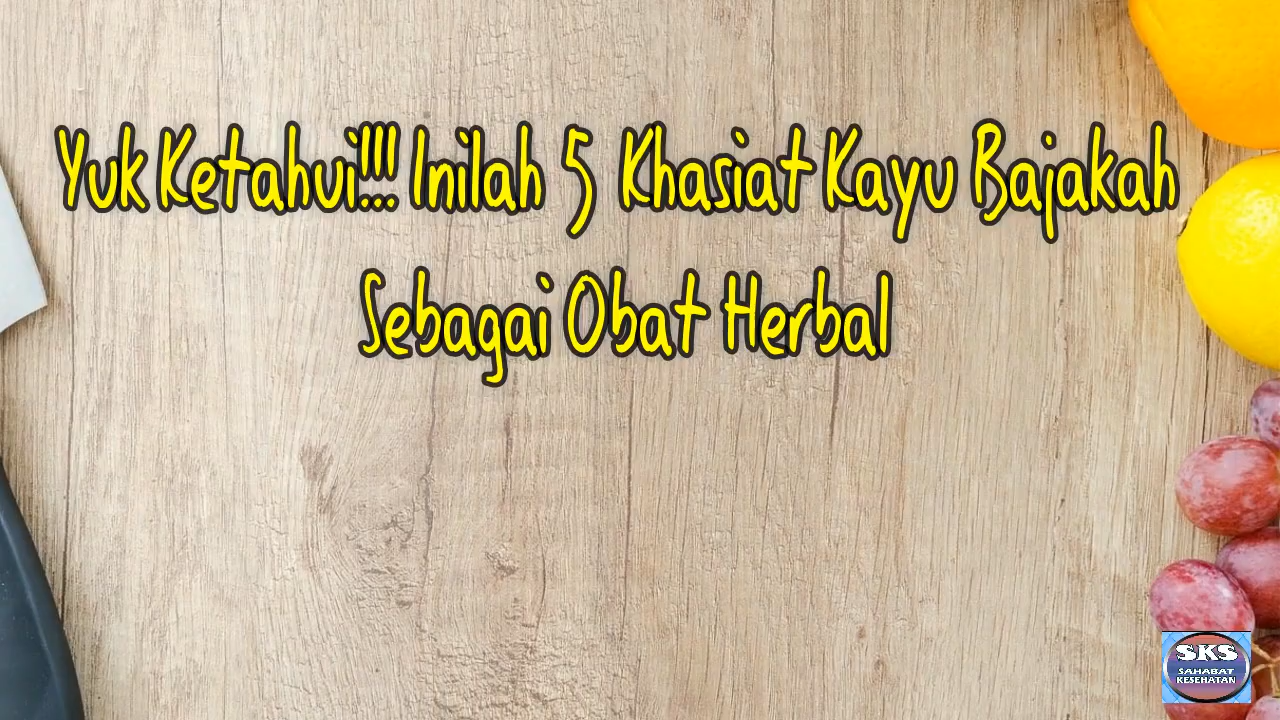 Yuk Ketahui!!! Inilah 5 Khasiat Kayu Bajakah
Sebagai Obat Herbal
SKS
SAHABAT
KESEHATAN